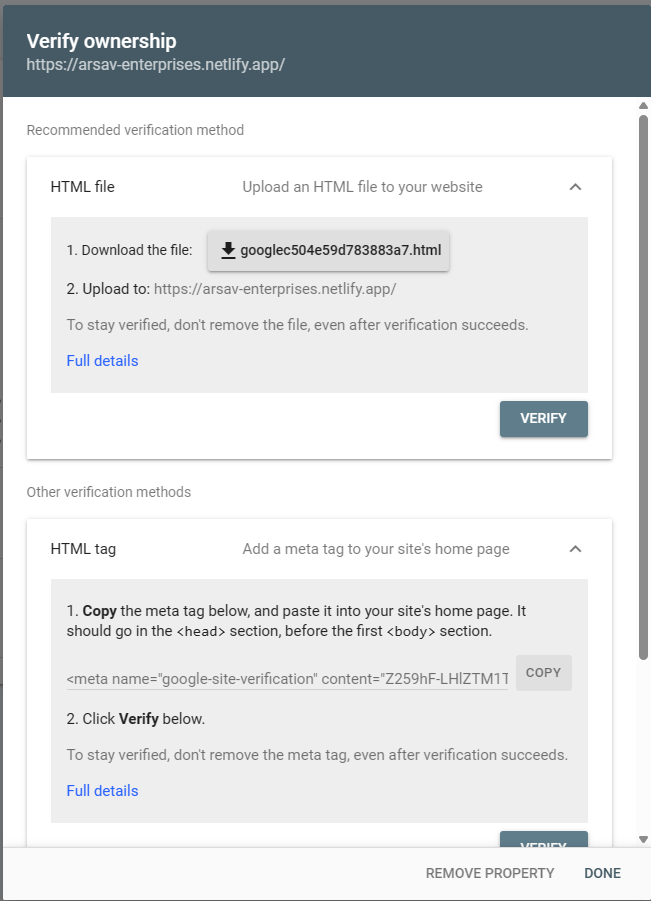 Verify ownership
https://arsav-enterprises.netlify.app/
Recommended verification method
HTML file Upload an HTML file to your website
1. Download the file: googlec504e59d783883a7.html
2. Upload to: https://arsav-enterprises.netlify.app/
To stay verified, don't remove the file, even after verification succeeds.
Full details
VERIFY
Other verification methods
HTML tag Add a meta tag to your site's home page
1. Copy the meta tag below, and paste it into your site's home page. It
should go in the <head> section, before the first <body> section.
<meta name="google-site-verification" content="Z259hF-LHlZTM1T COPY
2. Click Verify below.
To stay verified, don't remove the meta tag, even after verification succeeds.
Full details
VERIFY
REMOVE PROPERTY DONE